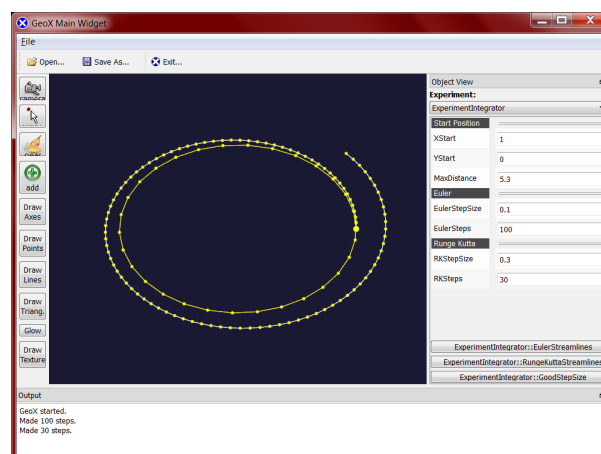 GeoX Main Widget
File
Open... Save As... Exit...
camera
add
Draw Axes
Draw Points
Draw Lines
Draw Triang.
Glow
Draw Texture
Object View
Experiment:
ExperimentIntegrator
Start Position
XStart 1
YStart 0
MaxDistance 5.3
Euler
EulerStepSize 0.1
EulerSteps 100
Runge Kutta
RKStepSize 0.3
RKSteps 30
ExperimentIntegrator::EulerStreamlines
ExperimentIntegrator::RungeKuttaStreamlines
ExperimentIntegrator::GoodStepSize
Output
GeoX started.
Made 100 steps.
Made 30 steps.